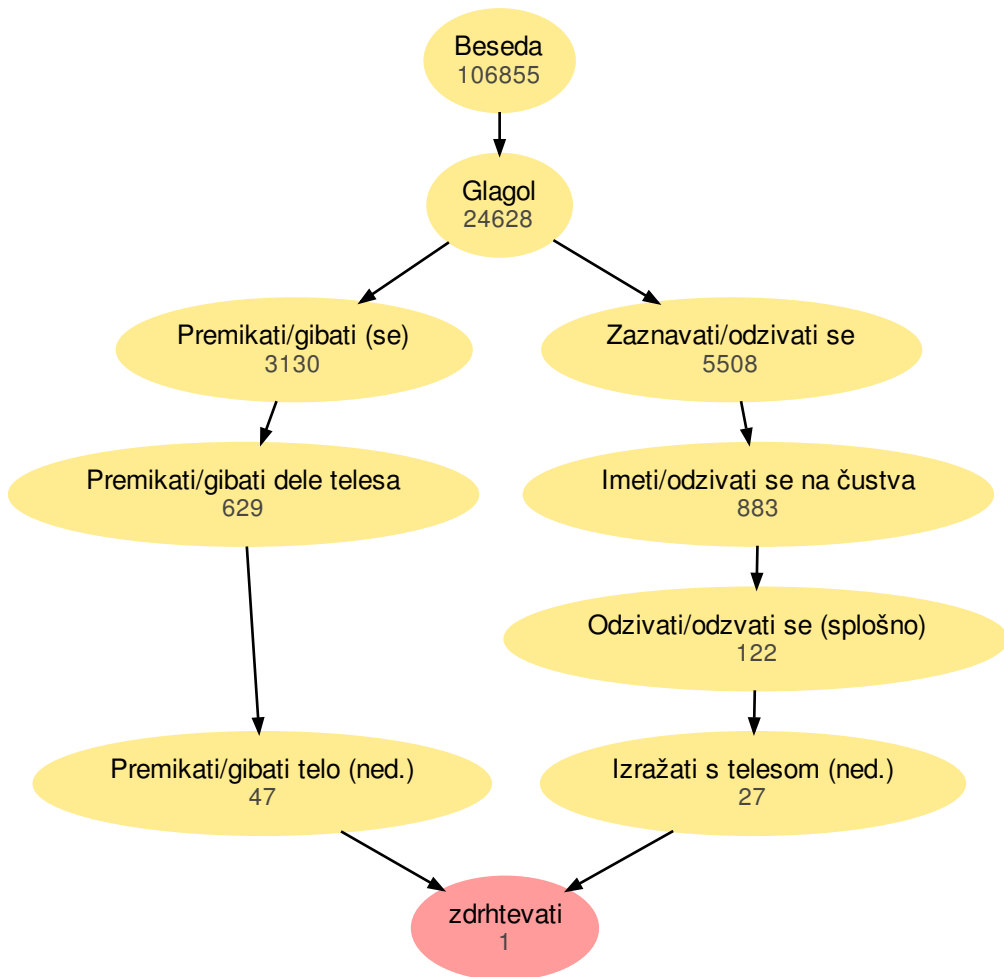 Beseda
106855
Glagol
24628
Premikati/gibati (se)
3130
Zaznavati/odzivati se
5508
Premikati/gibati dele telesa
629
Imeti/odzivati se na čustva
883
Odzivati/odzvati se (splošno)
122
Premikati/gibati telo (ned.)
47
Izražati s telesom (ned.)
27
zdrhtevati
1